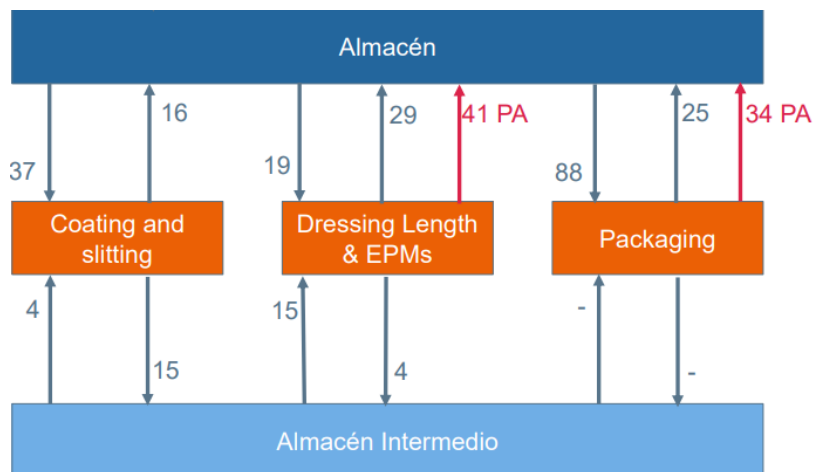 Almacén
37
16
19
29
41 PA
88
25
34 PA
Coating and
slitting
Dressing Length
& EPMs
Packaging
4
15
15
4
-
-
Almacén Intermedio